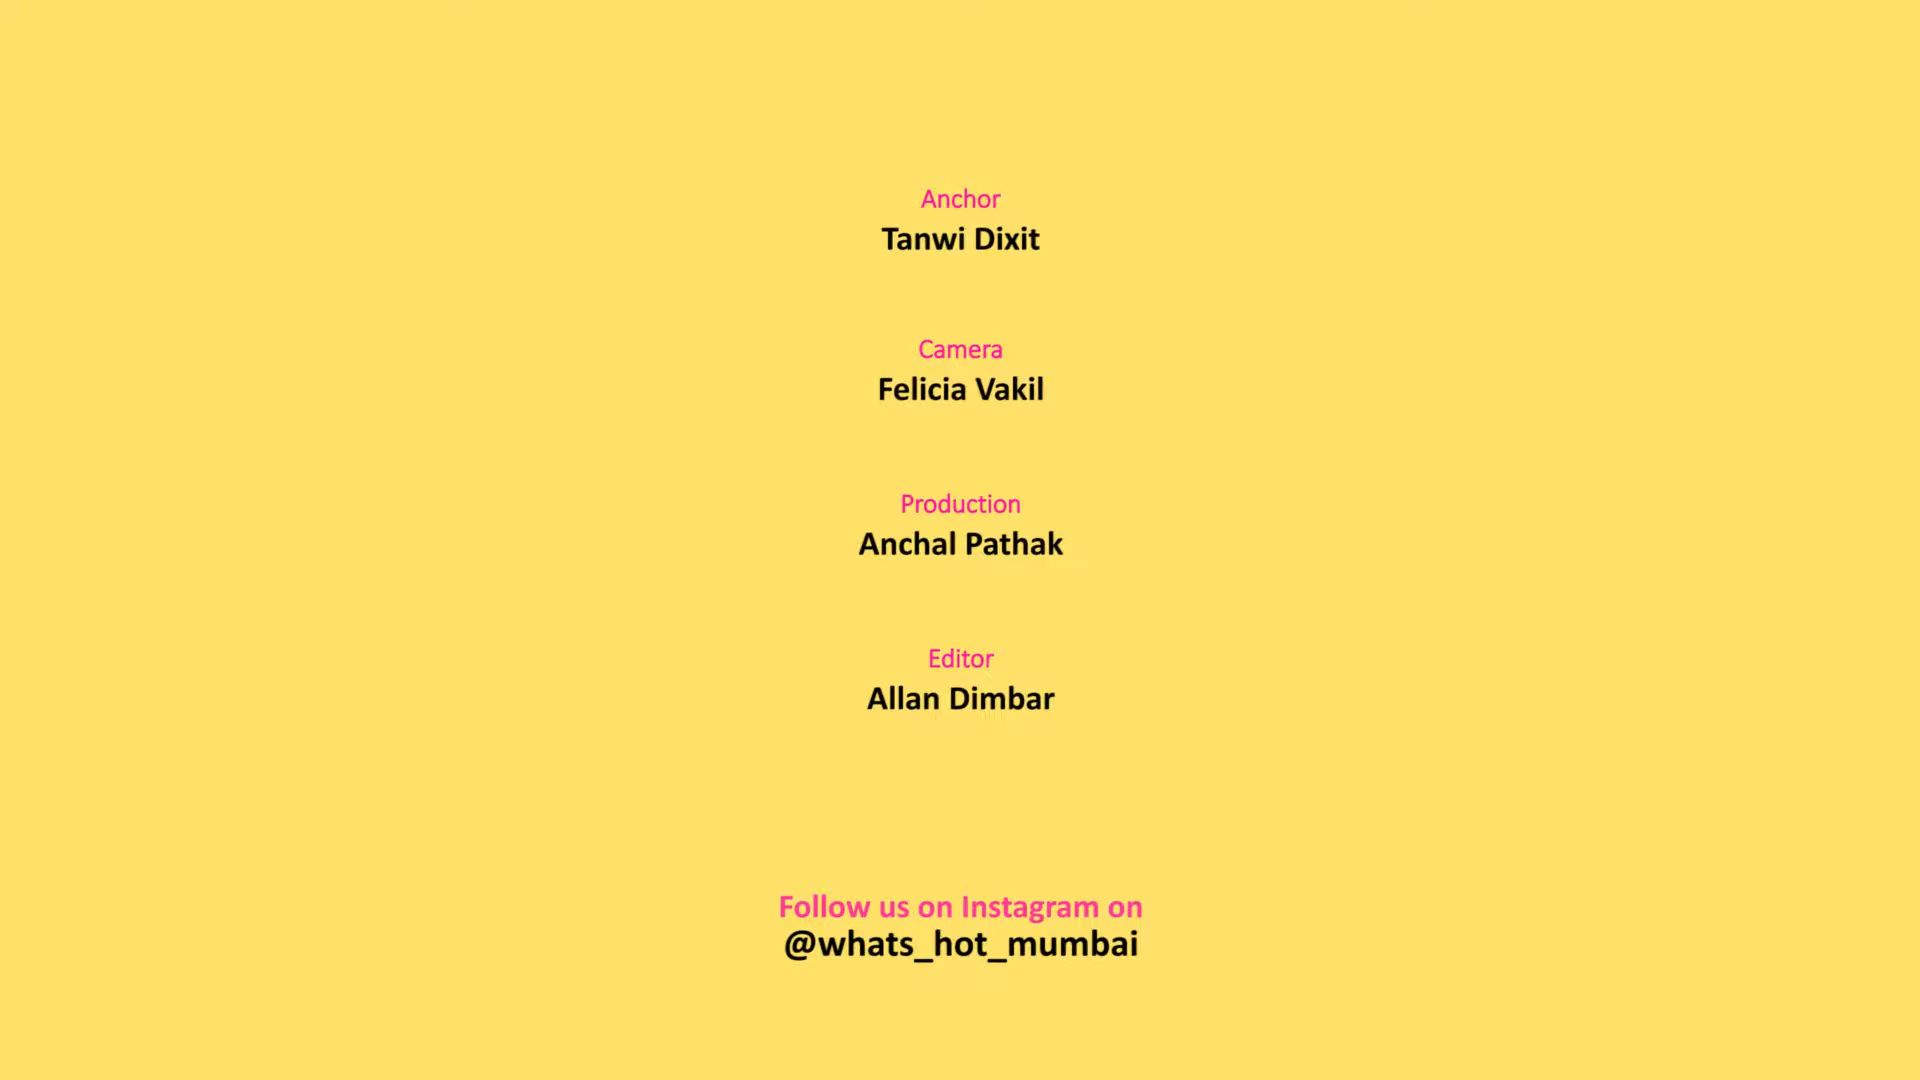 Anchor
Tanwi Dixit
Camera
Felicia Vakil
Production
Anchal Pathak
Editor
Allan Dimbar
Follow us on Instagram on
@whats_hot_mumbai